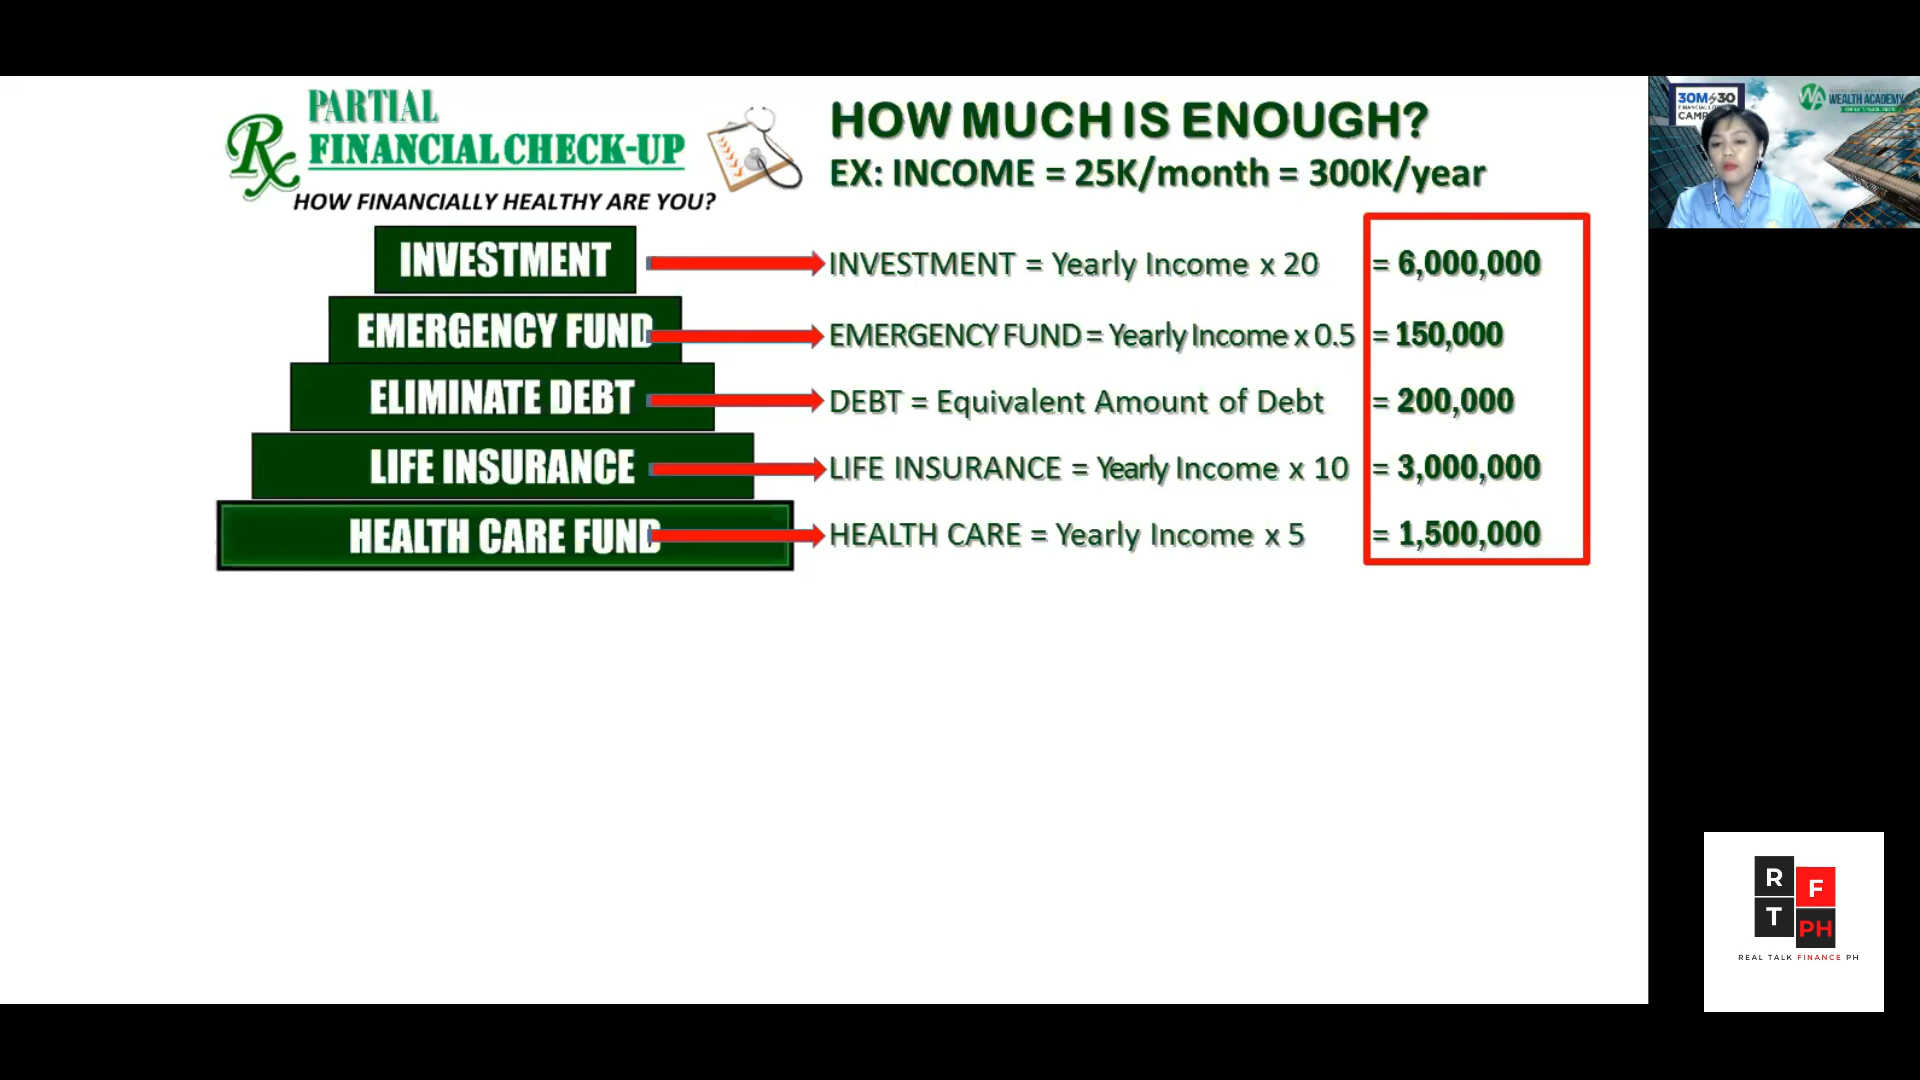 PARTIAL
Rx FINANCIAL CHECK-UP
HOW FINANCIALLY HEALTHY ARE YOU?
HOW MUCH IS ENOUGH?
EX: INCOME = 25K/month = 300K/year
INVESTMENT INVESTMENT = Yearly Income x 20 = 6,000,000
EMERGENCY FUND EMERGENCY FUND = Yearly Income x 0.5 = 150,000
ELIMINATE DEBT DEBT = Equivalent Amount of Debt = 200,000
LIFE INSURANCE LIFE INSURANCE = Yearly Income x 10 = 3,000,000
HEALTH CARE FUND HEALTH CARE = Yearly Income x 5 = 1,500,000
30M by 30
WA WEALTH ACADEMY
R F
T PH
REAL TALK FINANCE PH